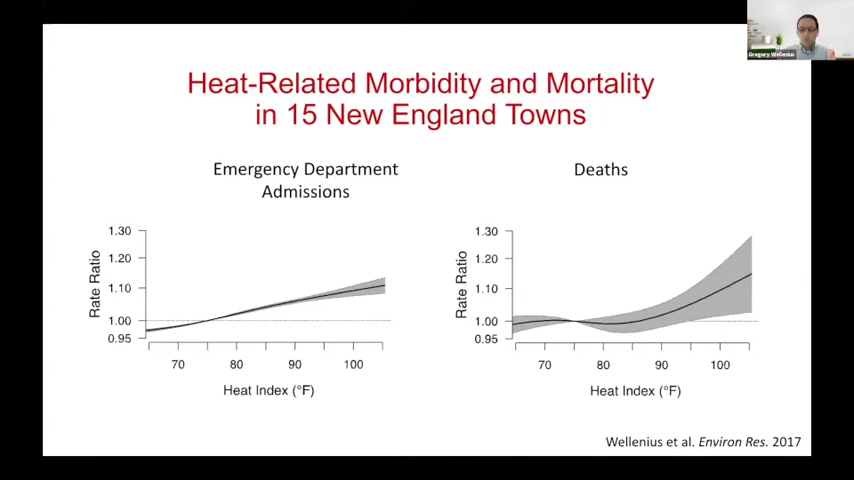 Gregory Wellenius
Heat-Related Morbidity and Mortality
in 15 New England Towns
Emergency Department
Admissions
1.30
1.20
1.10
1.00
0.95
Rate Ratio
70 80 90 100
Heat Index (°F)
Deaths
1.30
1.20
1.10
1.00
0.95
Rate Ratio
70 80 90 100
Heat Index (°F)
Wellenius et al. Environ Res. 2017